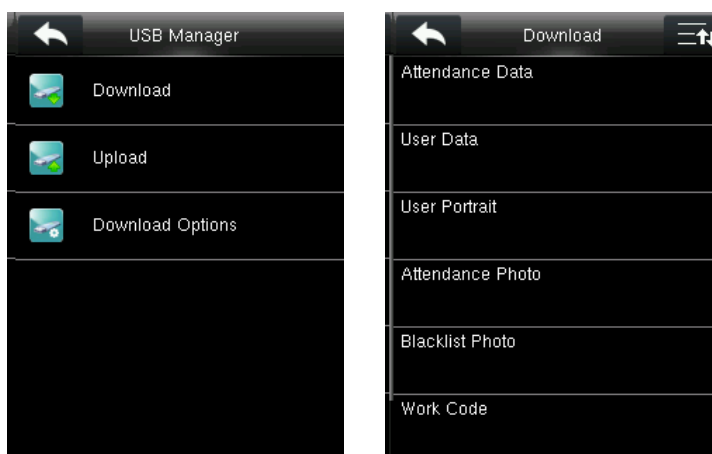 USB Manager
Download
Upload
Download Options
Download
Attendance Data
User Data
User Portrait
Attendance Photo
Blacklist Photo
Work Code